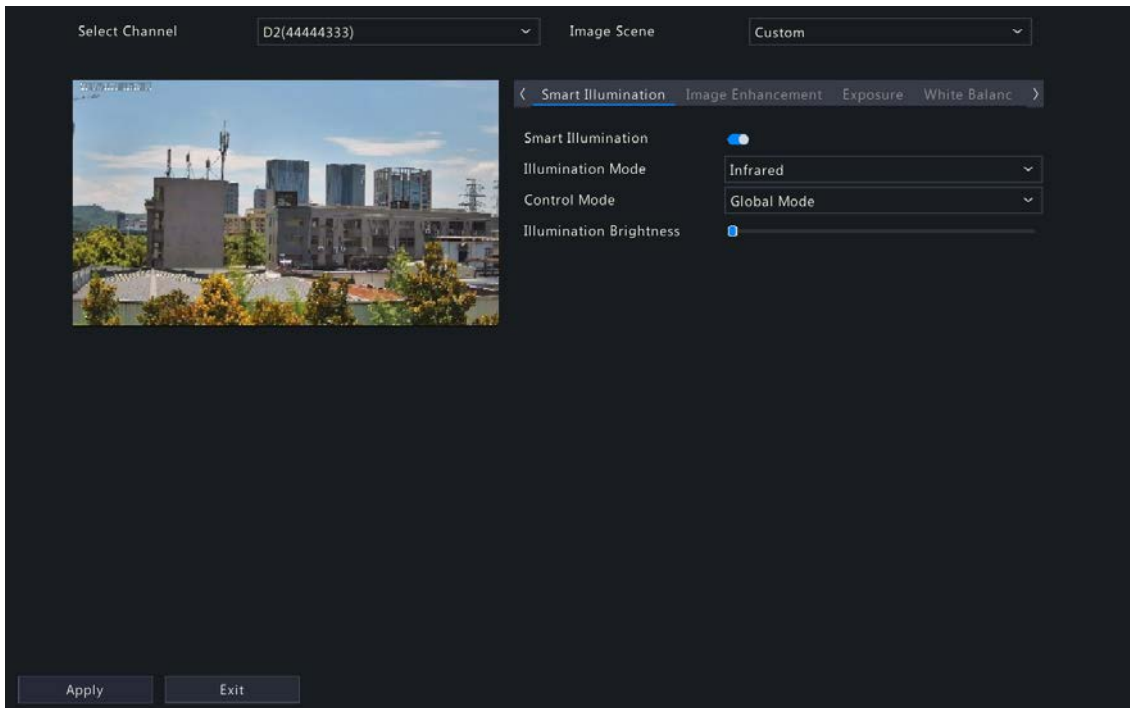 Select Channel D2(44444333) Image Scene Custom
Smart Illumination Image Enhancement Exposure White Balanc
Smart Illumination
Illumination Mode Infrared
Control Mode Global Mode
Illumination Brightness
Apply Exit